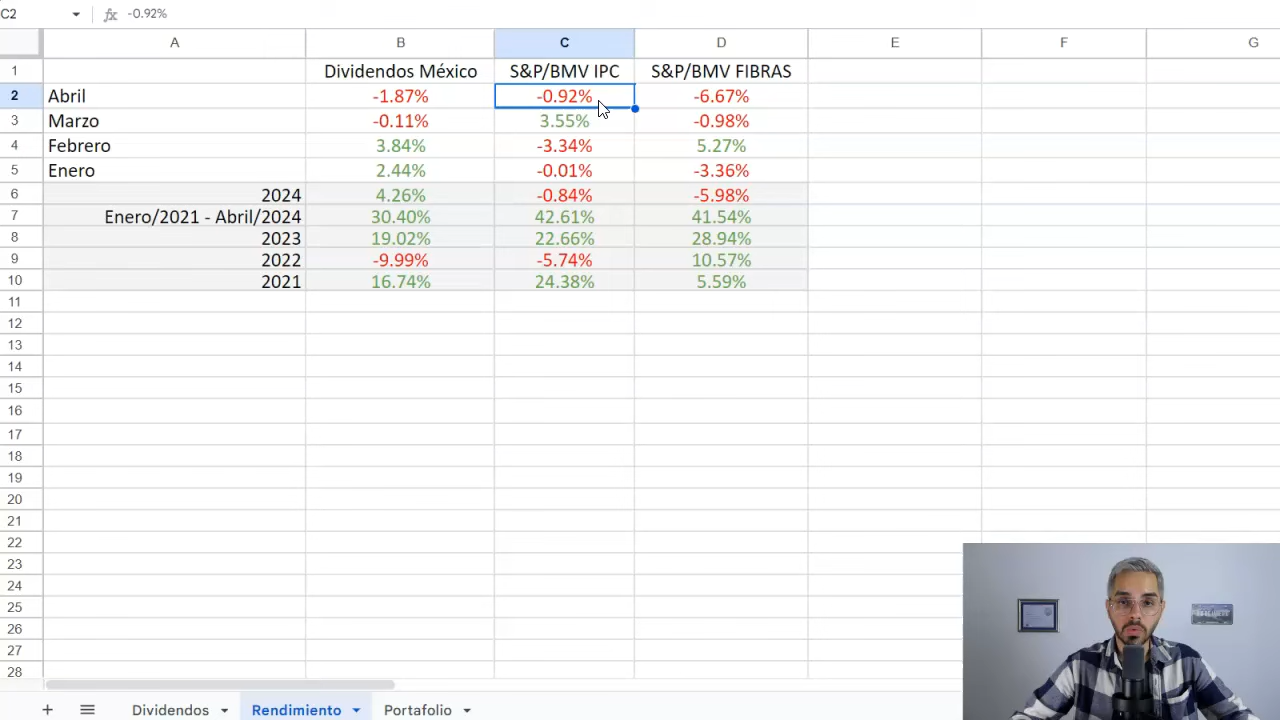 C2 fx -0.92%
A B C D E F G
1 Dividendos México S&P/BMV IPC S&P/BMV FIBRAS
2 Abril -1.87% -0.92% -6.67%
3 Marzo -0.11% 3.55% -0.98%
4 Febrero 3.84% -3.34% 5.27%
5 Enero 2.44% -0.01% -3.36%
6 2024 4.26% -0.84% -5.98%
7 Enero/2021 - Abril/2024 30.40% 42.61% 41.54%
8 2023 19.02% 22.66% 28.94%
9 2022 -9.99% -5.74% 10.57%
10 2021 16.74% 24.38% 5.59%
11
12
13
14
15
16
17
18
19
20
21
22
23
24
25
26
27
28
+ Dividendos Rendimiento Portafolio